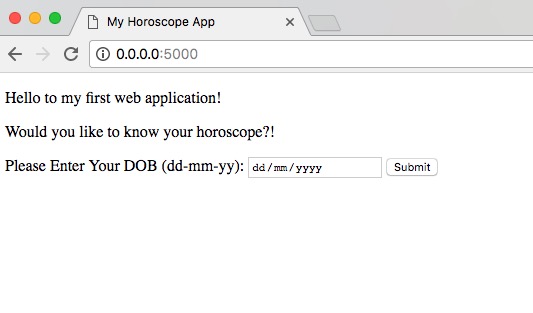 My Horoscope App
0.0.0.0:5000
Hello to my first web application!
Would you like to know your horoscope?!
Please Enter Your DOB (dd-mm-yy): dd/mm/yyyy Submit